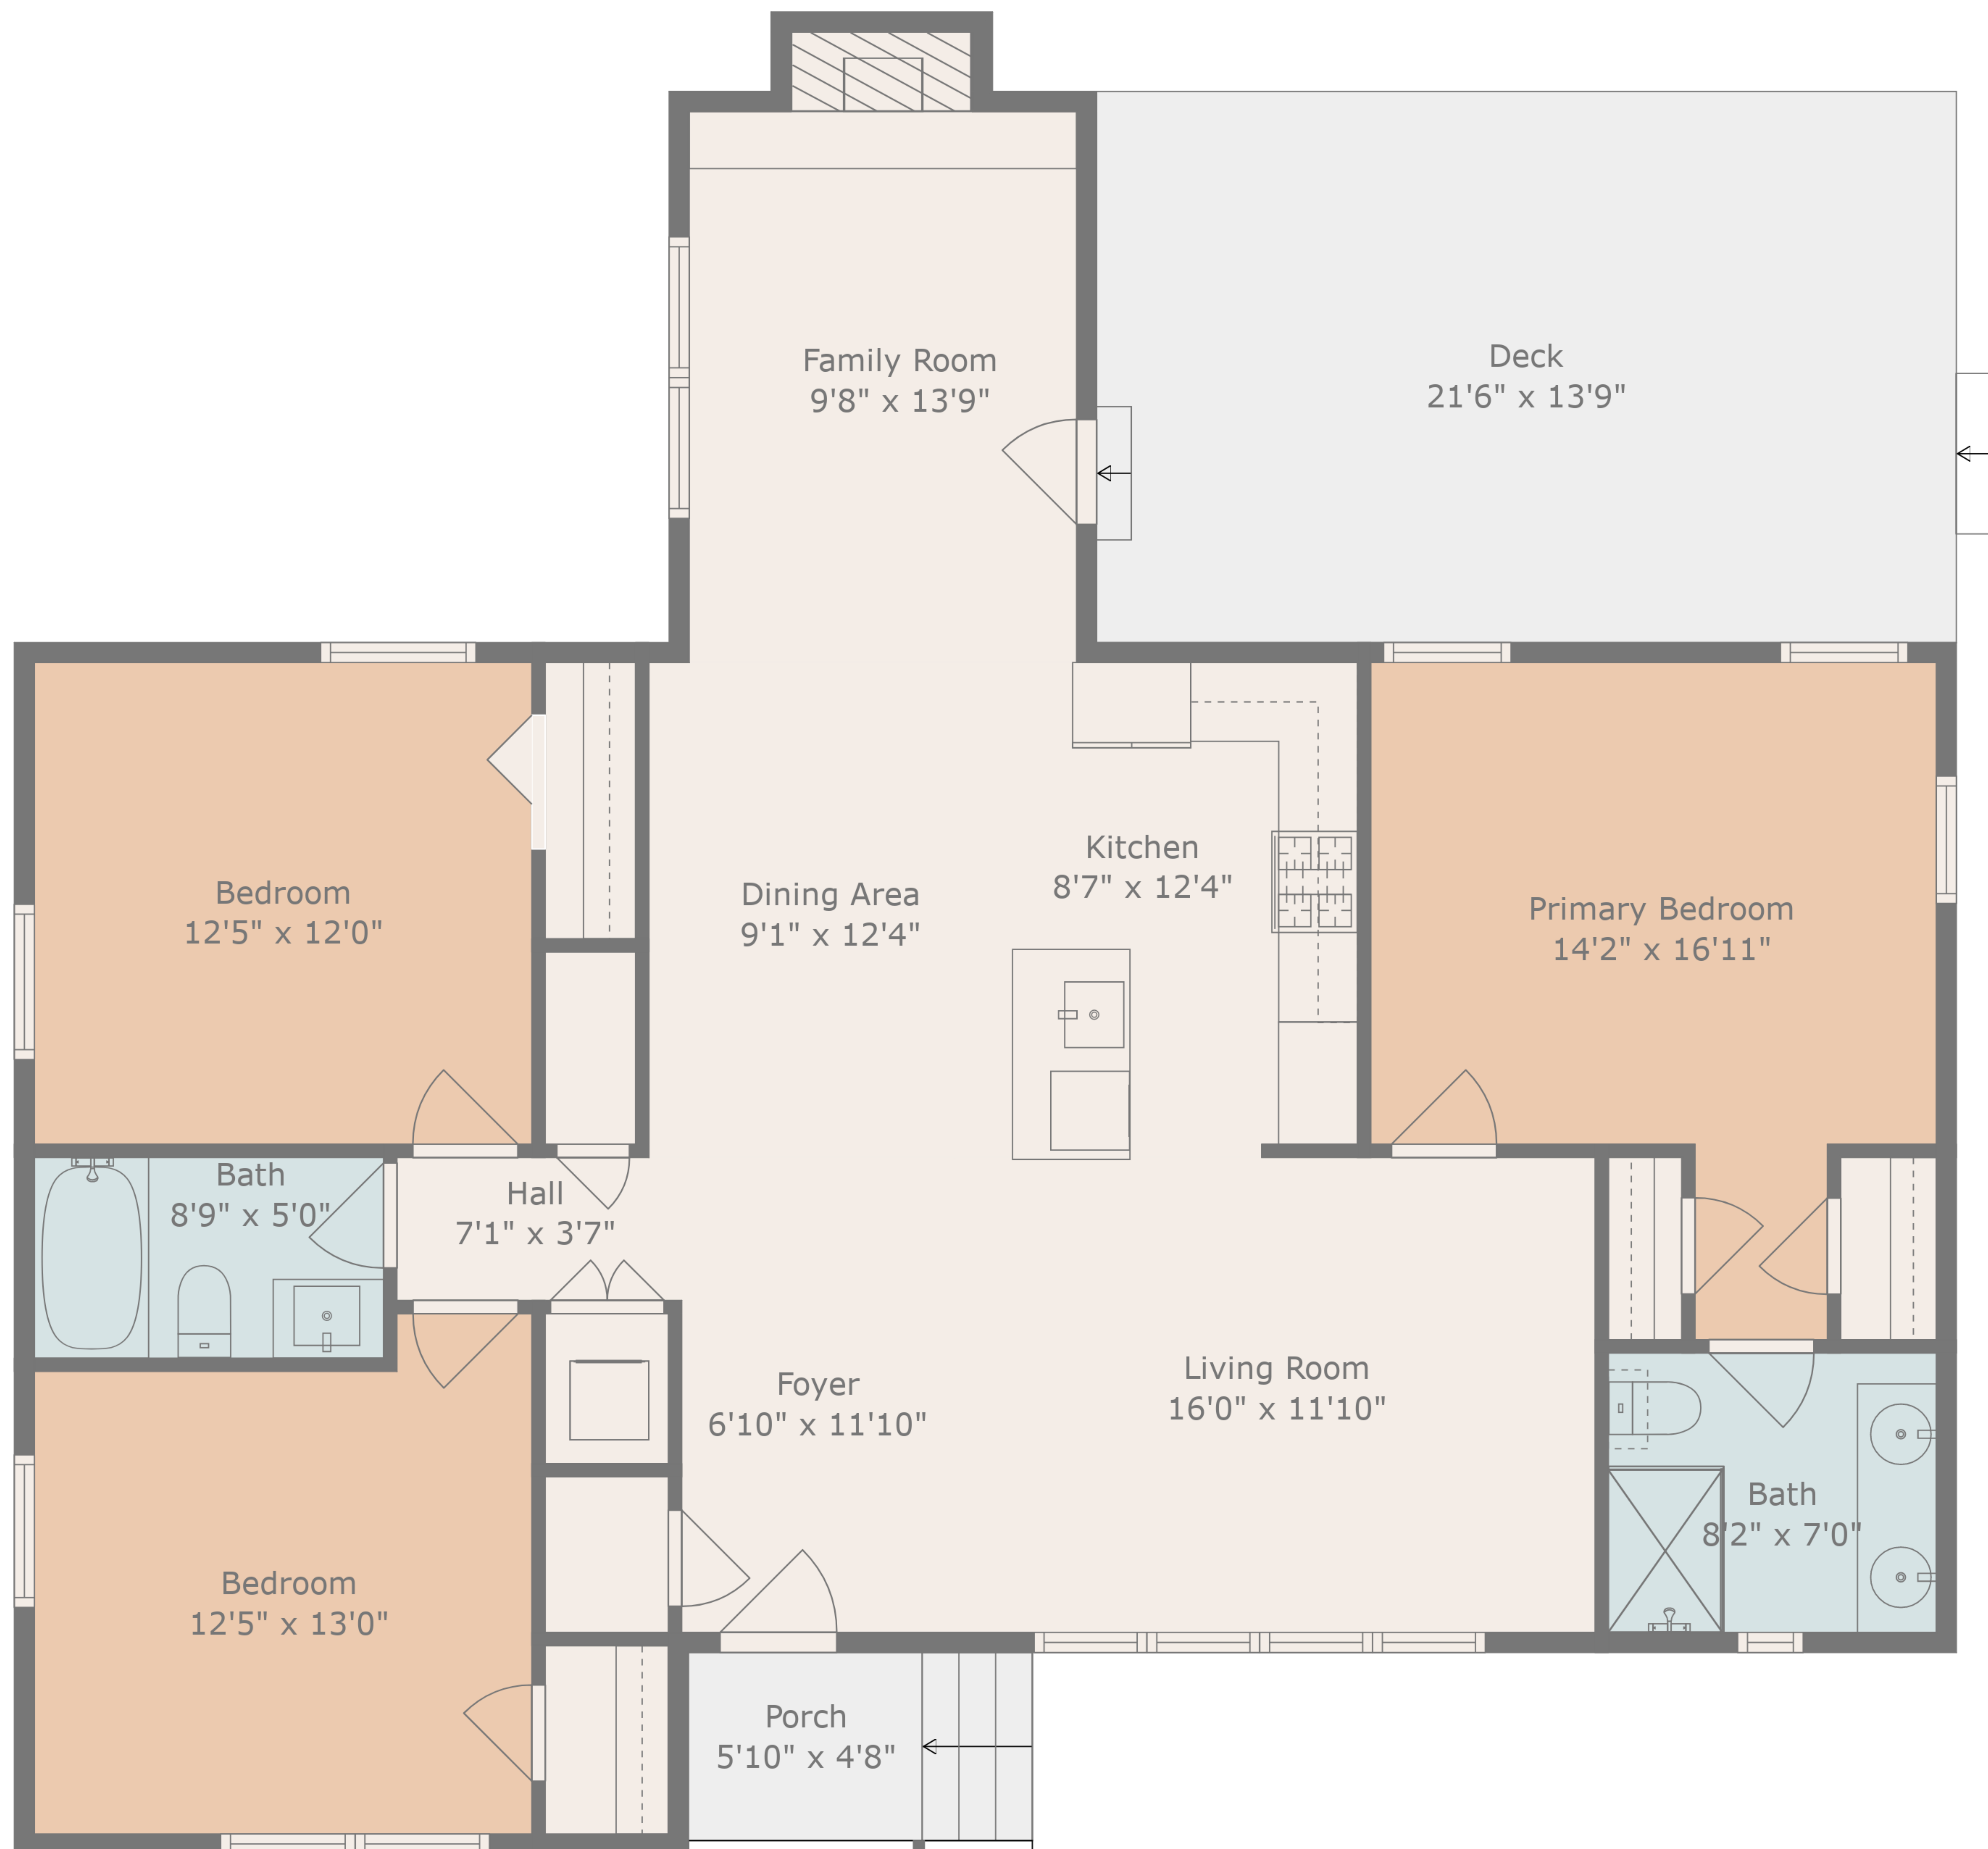 Family Room
9'8" x 13'9"
Deck
21'6" x 13'9"
Kitchen
8'7" x 12'4"
Bedroom
12'5" x 12'0"
Dining Area
9'1" x 12'4"
Primary Bedroom
14'2" x 16'11"
Bath
8'9" x 5'0"
Hall
7'1" x 3'7"
Foyer
6'10" x 11'10"
Living Room
16'0" x 11'10"
Bath
8'2" x 7'0"
Bedroom
12'5" x 13'0"
Porch
5'10" x 4'8"